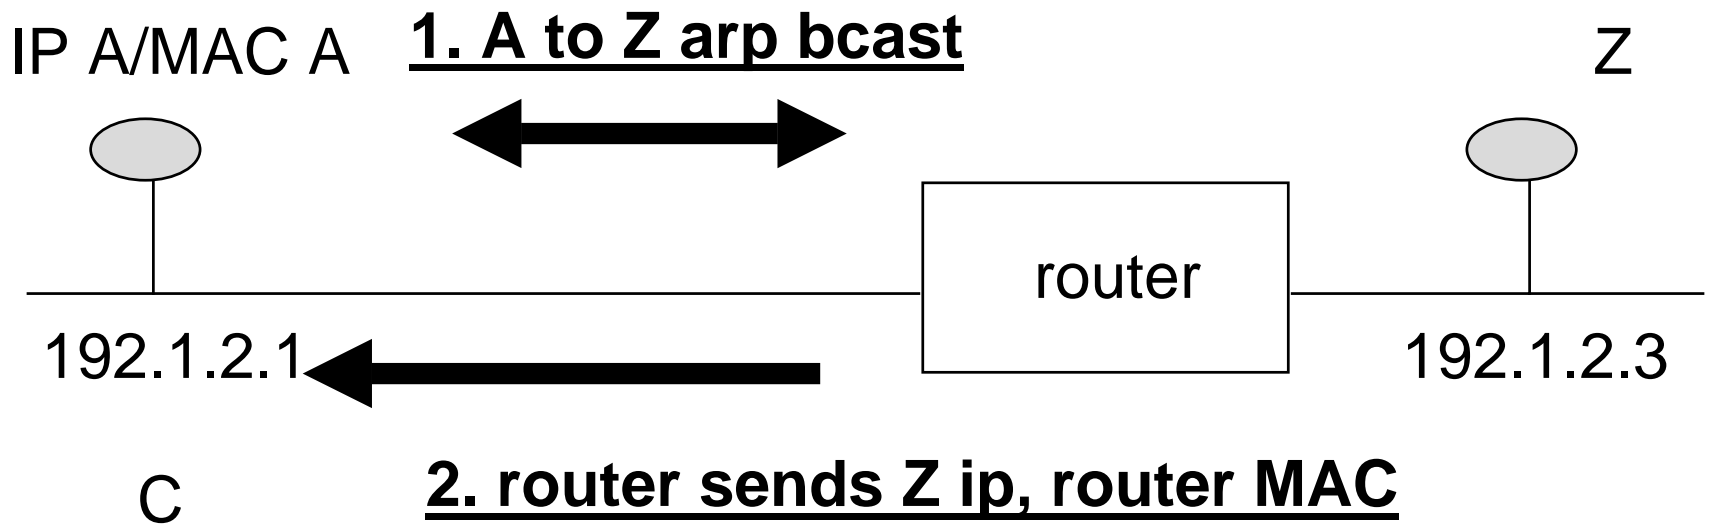 IP A/MAC A
1. A to Z arp bcast
Z
router
192.1.2.1
192.1.2.3
C
2. router sends Z ip, router MAC